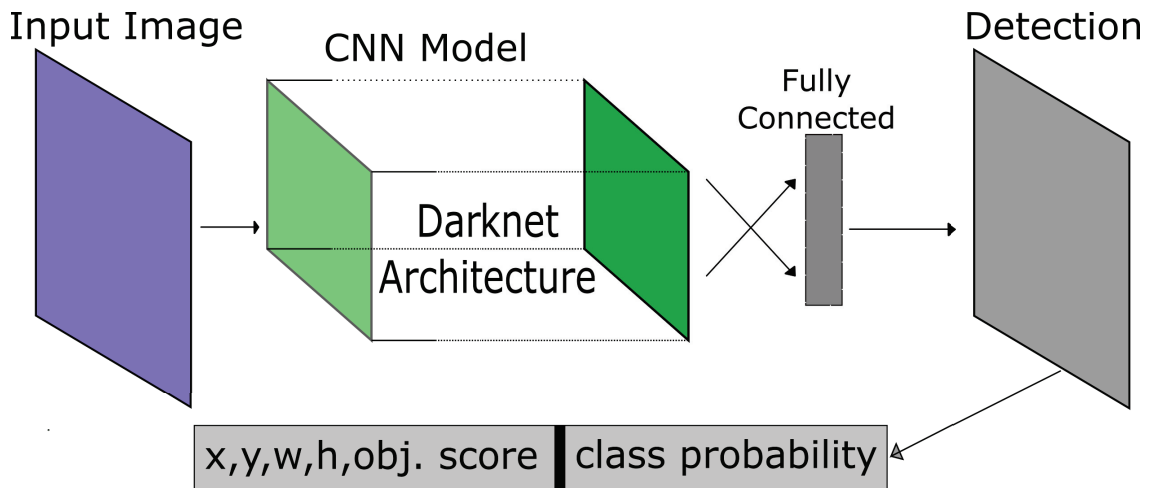 Input Image
CNN Model
Fully
Connected
Detection
Darknet
Architecture
x,y,w,h,obj. score
class probability